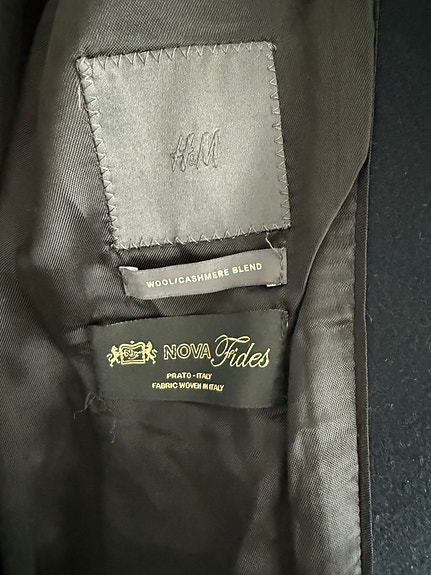 H&M
WOOL/CASHMERE BLEND
NOVA Fides
PRATO - ITALY
FABRIC WOVEN IN ITALY